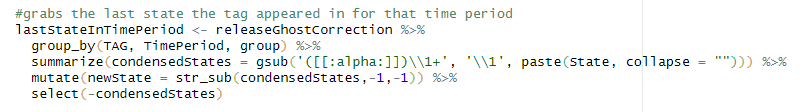 #grabs the last state the tag appeared in for that time period
lastStateInTimePeriod <- releaseGhostCorrection %>%
  group_by(TAG, TimePeriod, group) %>%
  summarize(condensedStates = gsub('([[:alpha:]])\\1+', '\\1', paste(State, collapse = ""))) %>%
  mutate(newState = str_sub(condensedStates,-1,-1)) %>%
  select(-condensedStates)